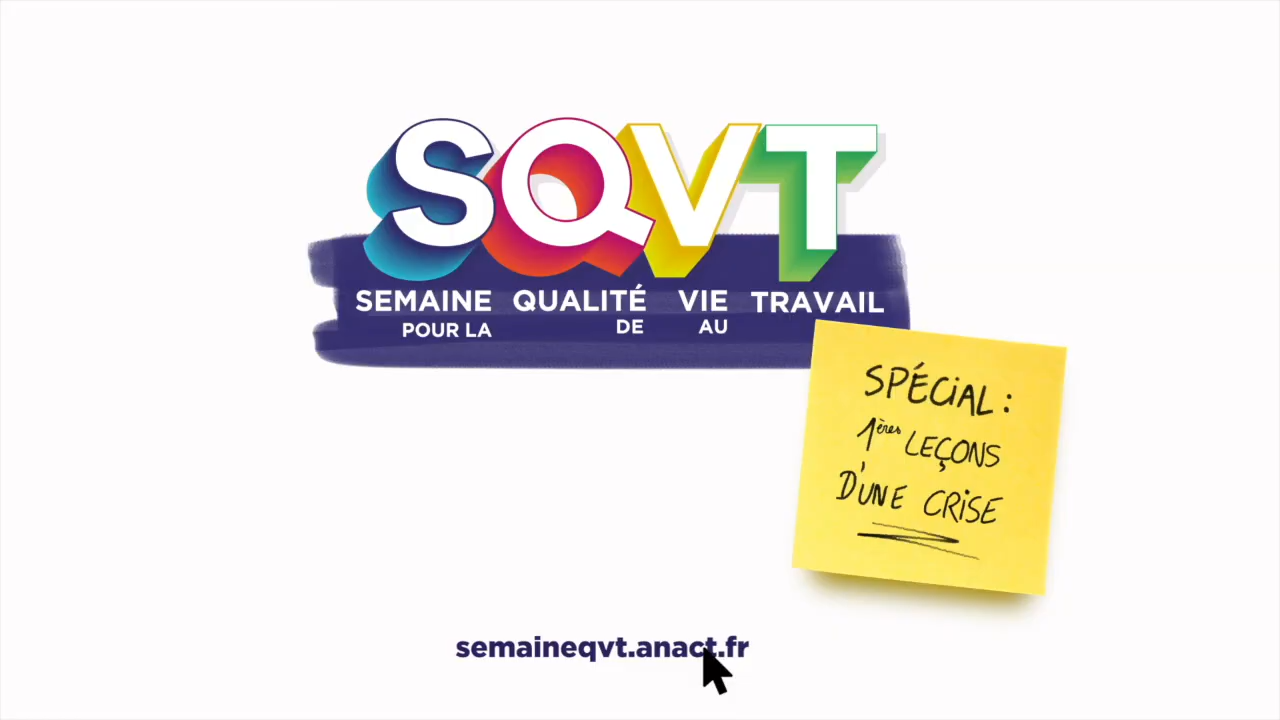 SQVT
SEMAINE QUALITÉ VIE TRAVAIL
POUR LA DE AU
SPÉCIAL :
1ères LEÇONS
D'UNE CRISE
semaineqvt.anact.fr